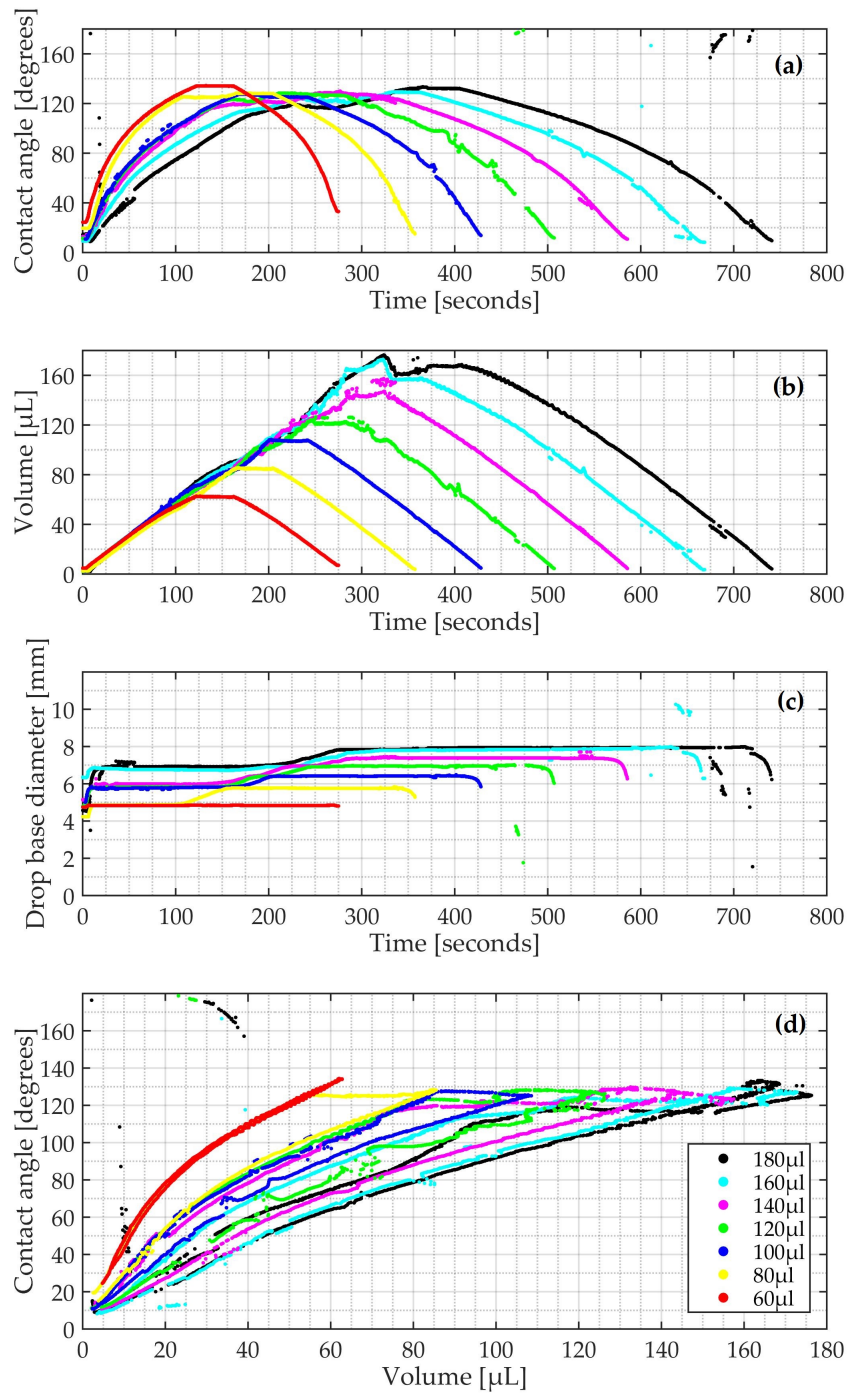 (a)
Contact angle [degrees]
160
120
80
40
0
0 100 200 300 400 500 600 700 800
Time [seconds]
(b)
Volume [µL]
160
120
80
40
0
0 100 200 300 400 500 600 700 800
Time [seconds]
(c)
Drop base diameter [mm]
10
8
6
4
2
0
0 100 200 300 400 500 600 700 800
Time [seconds]
(d)
Contact angle [degrees]
160
140
120
100
80
60
40
20
0
180µl
160µl
140µl
120µl
100µl
80µl
60µl
0 20 40 60 80 100 120 140 160 180
Volume [µL]